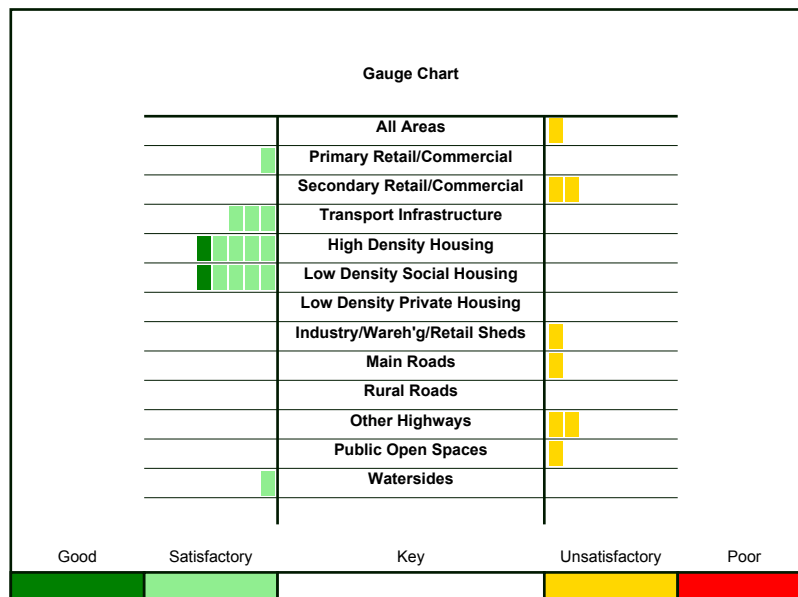 Gauge Chart
All Areas
Primary Retail/Commercial
Secondary Retail/Commercial
Transport Infrastructure
High Density Housing
Low Density Social Housing
Low Density Private Housing
Industry/Wareh'g/Retail Sheds
Main Roads
Rural Roads
Other Highways
Public Open Spaces
Watersides
Good Satisfactory Key Unsatisfactory Poor